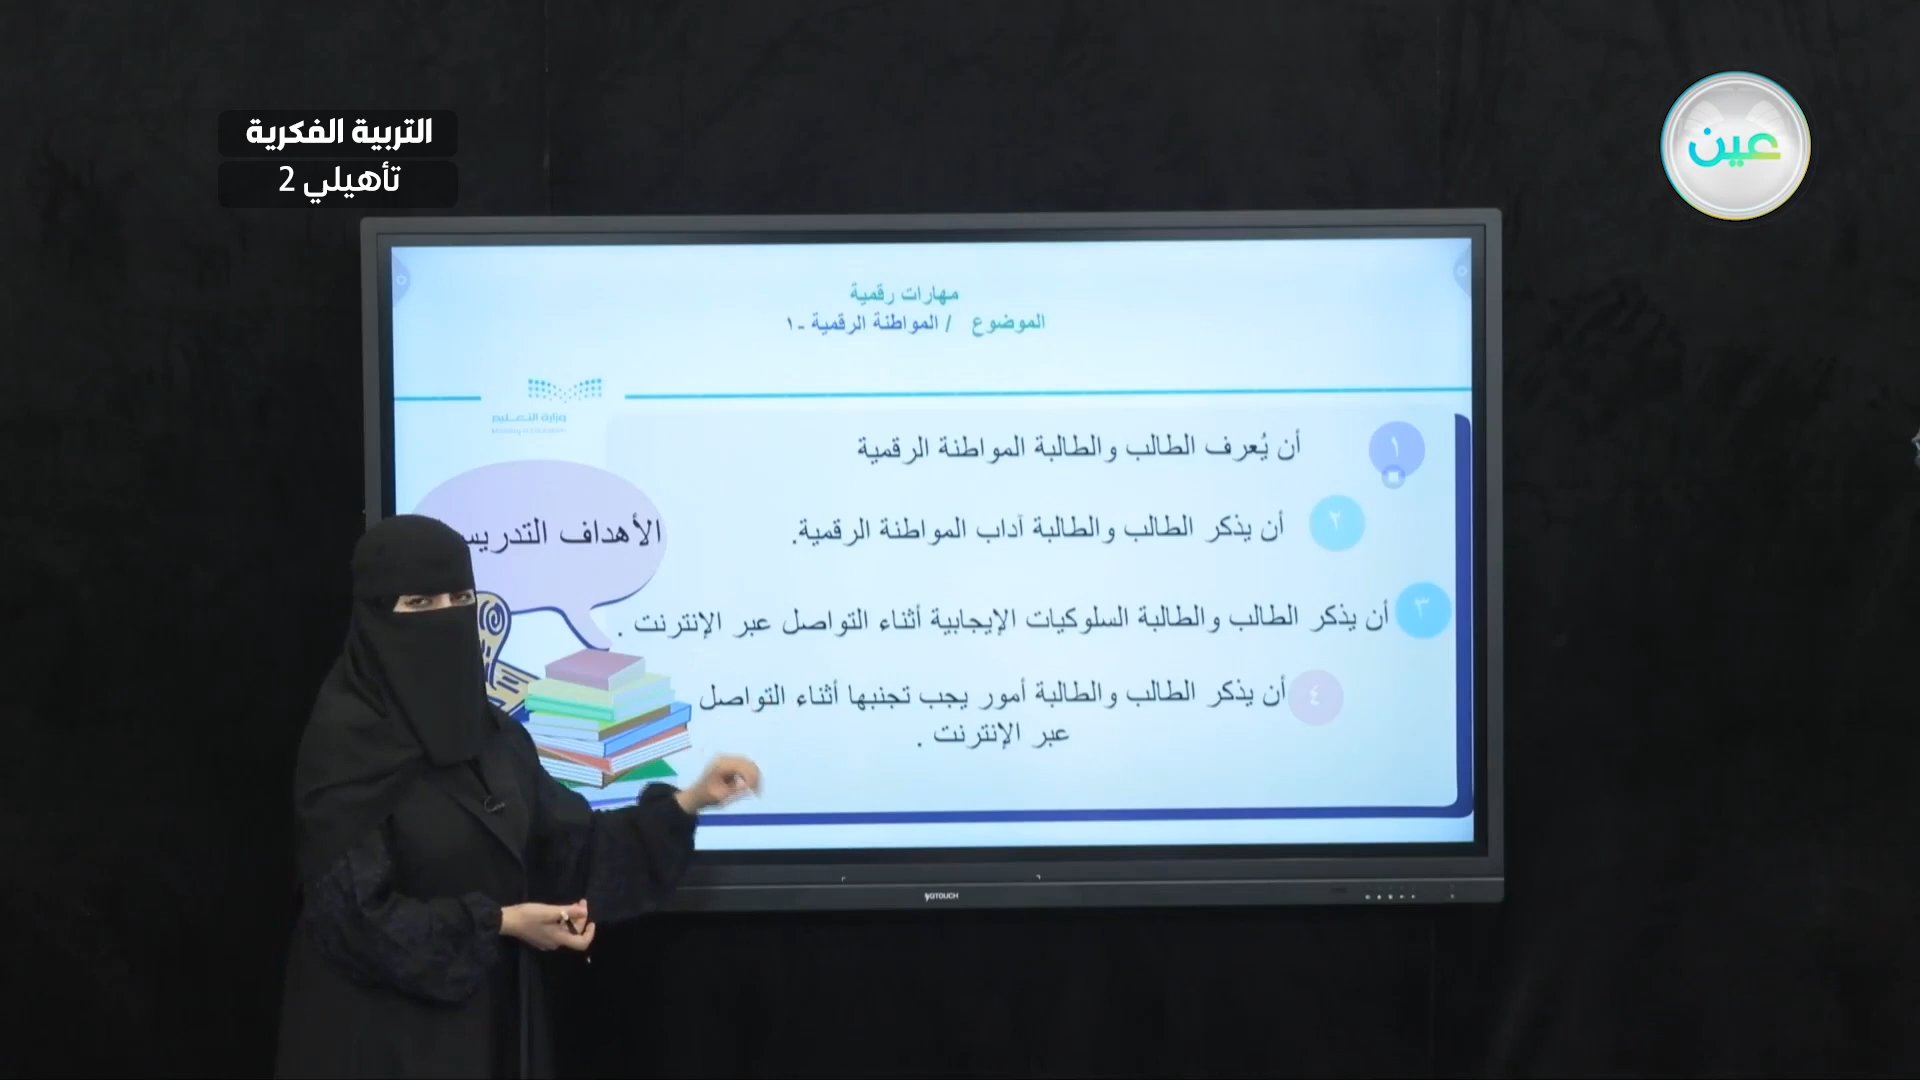 التربية الفكرية
تأهيلي 2
عين
مهارات رقمية
الموضوع / المواطنة الرقمية -١
وزارة التعليم
١ أن يُعرف الطالب والطالبة المواطنة الرقمية
٢ أن يذكر الطالب والطالبة آداب المواطنة الرقمية.
٣ أن يذكر الطالب والطالبة السلوكيات الإيجابية أثناء التواصل عبر الإنترنت .
٤ أن يذكر الطالب والطالبة أمور يجب تجنبها أثناء التواصل
عبر الإنترنت .
الأهداف
YQTOUCH